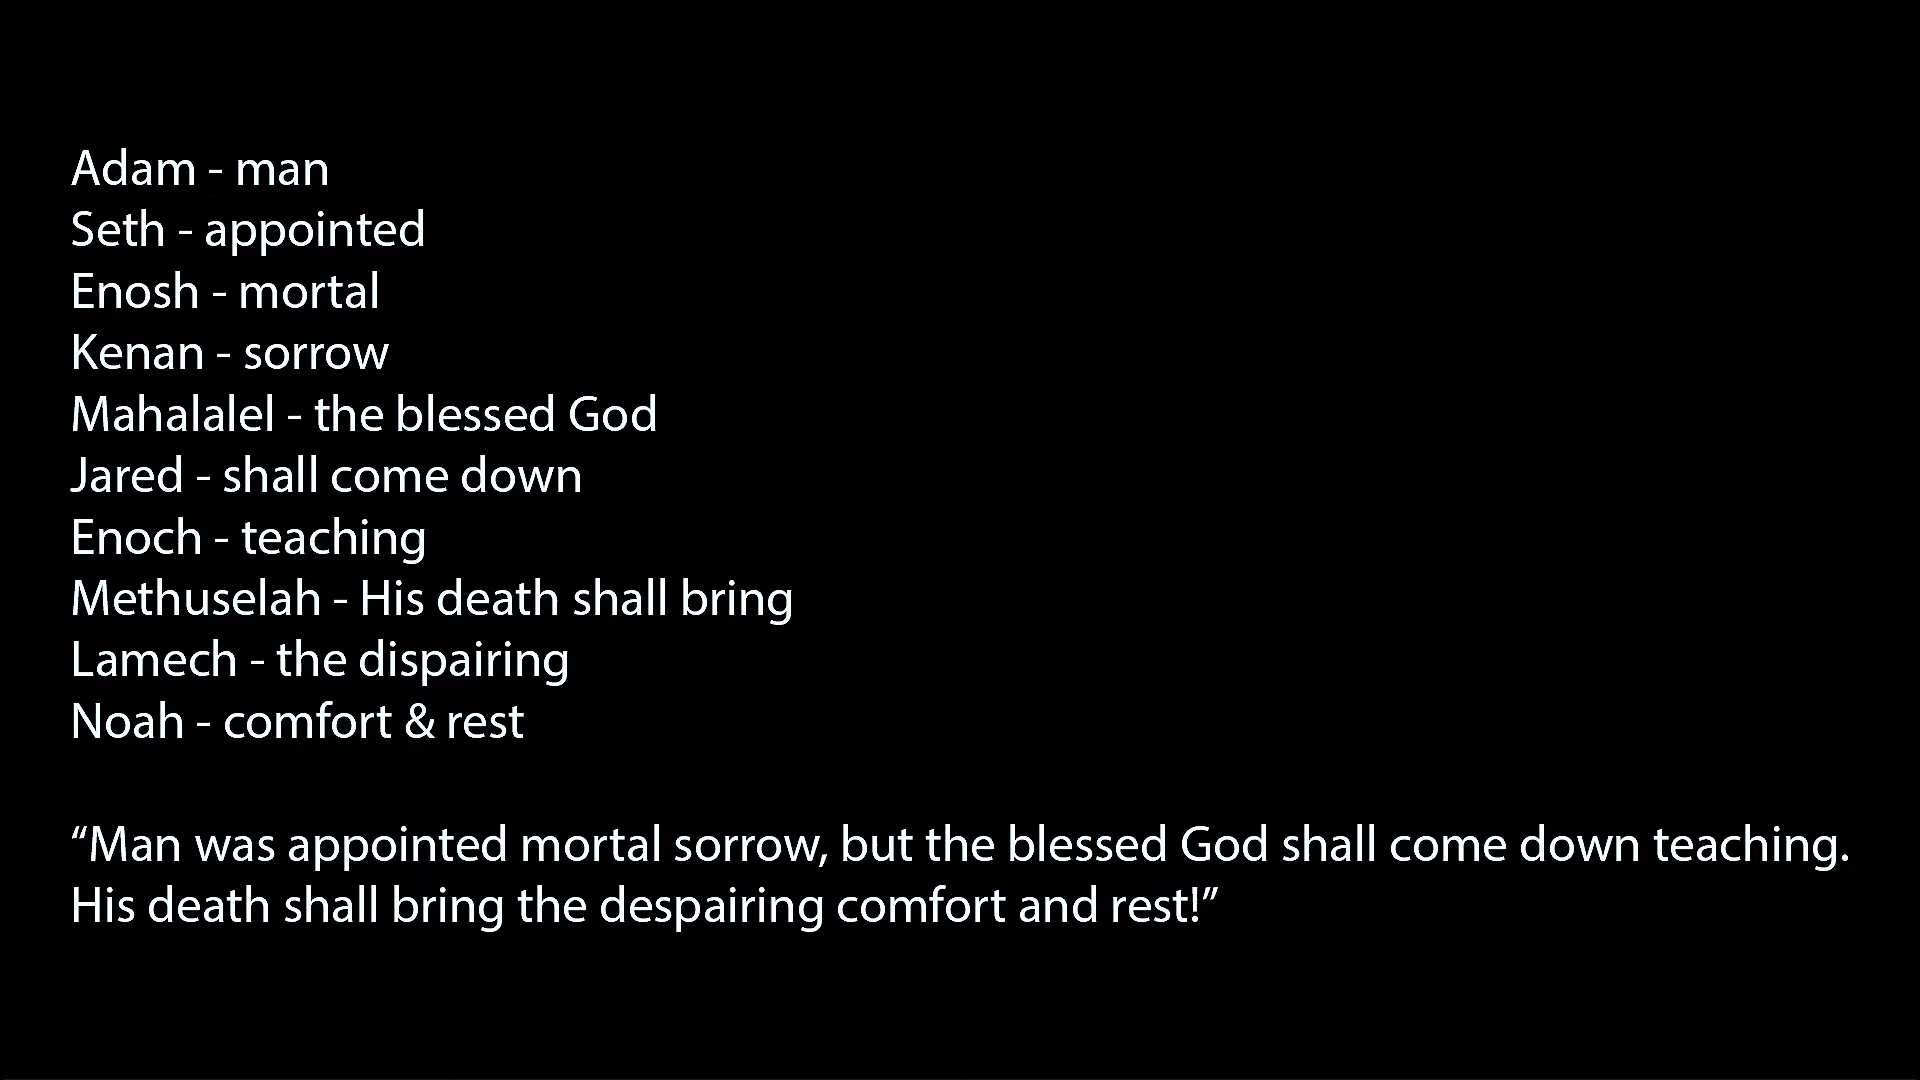 Adam - man
Seth - appointed
Enosh - mortal
Kenan - sorrow
Mahalalel - the blessed God
Jared - shall come down
Enoch - teaching
Methuselah - His death shall bring
Lamech - the dispairing
Noah - comfort & rest
“Man was appointed mortal sorrow, but the blessed God shall come down teaching.
His death shall bring the despairing comfort and rest!”